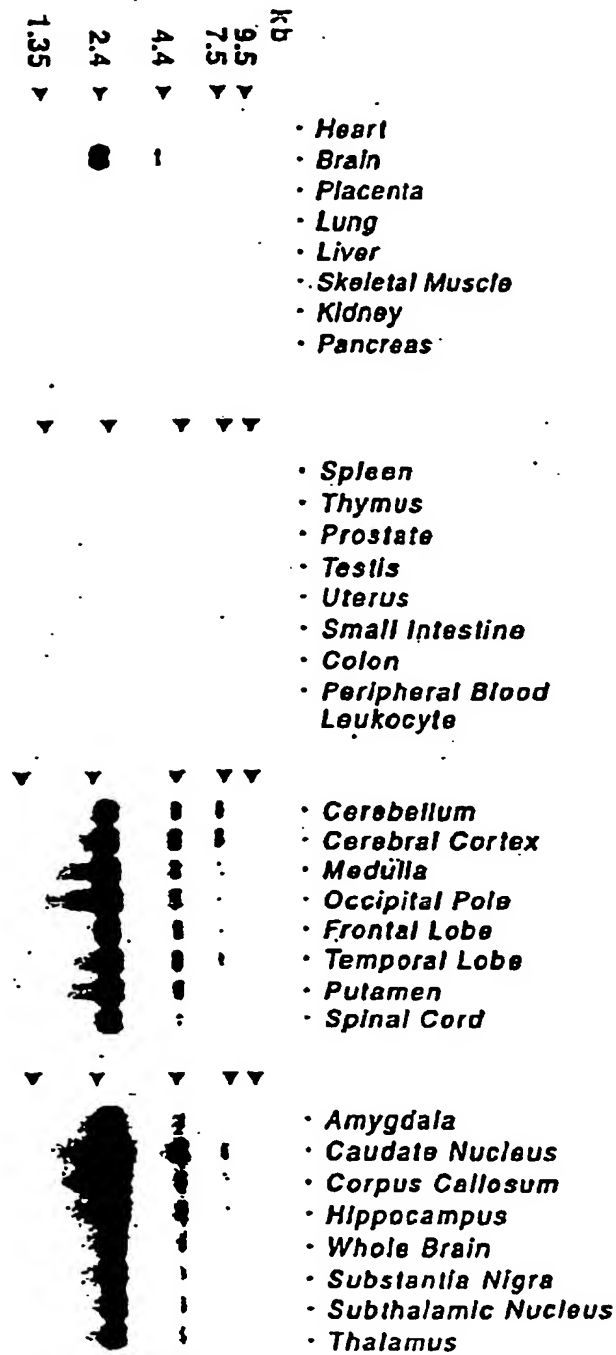 kb
9.5
7.5
4.4
2.4
1.35
· Heart
· Brain
· Placenta
· Lung
· Liver
· Skeletal Muscle
· Kidney
· Pancreas
· Spleen
· Thymus
· Prostate
· Testis
· Uterus
· Small Intestine
· Colon
· Peripheral Blood
Leukocyte
· Cerebellum
· Cerebral Cortex
· Medulla
· Occipital Pole
· Frontal Lobe
· Temporal Lobe
· Putamen
· Spinal Cord
· Amygdala
· Caudate Nucleus
· Corpus Callosum
· Hippocampus
· Whole Brain
· Substantia Nigra
· Subthalamic Nucleus
· Thalamus